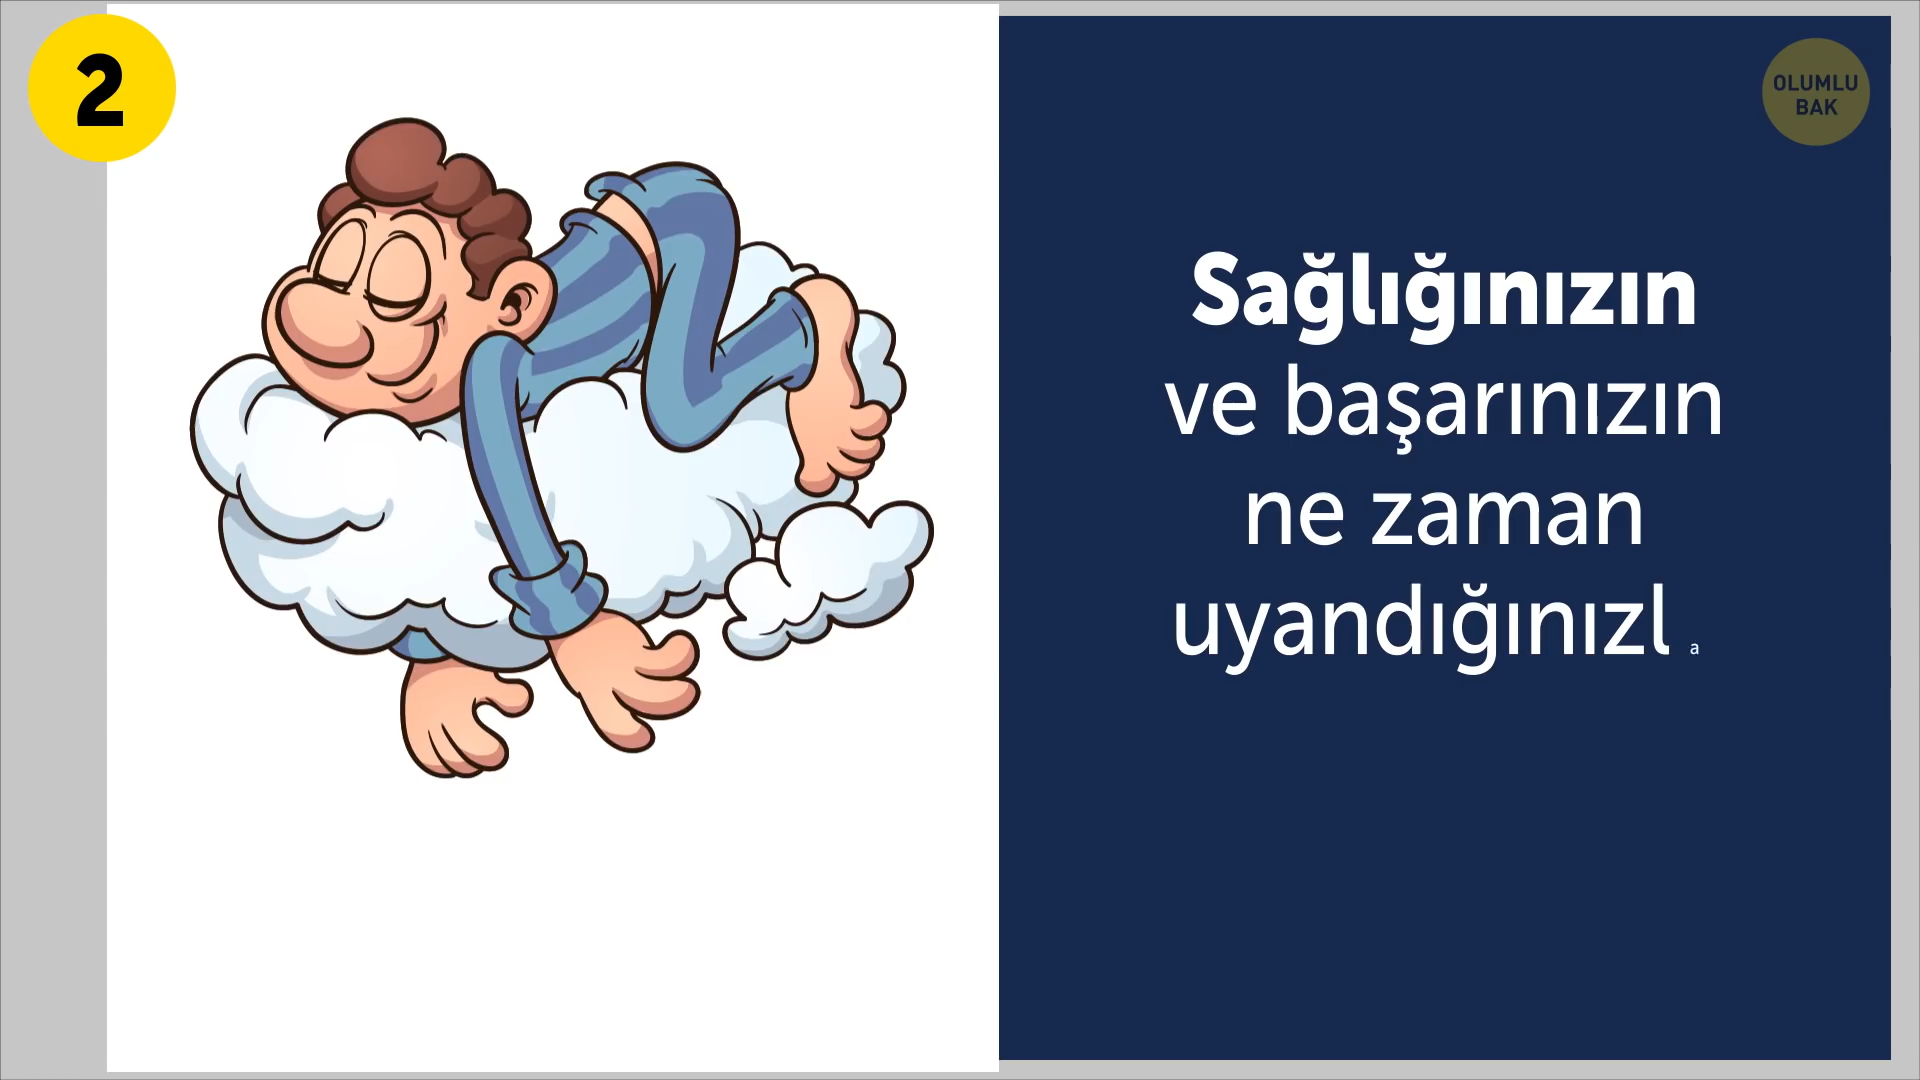 2
OLUMLU
BAK
Sağlığınızın
ve başarınızın
ne zaman
uyandığınızl a